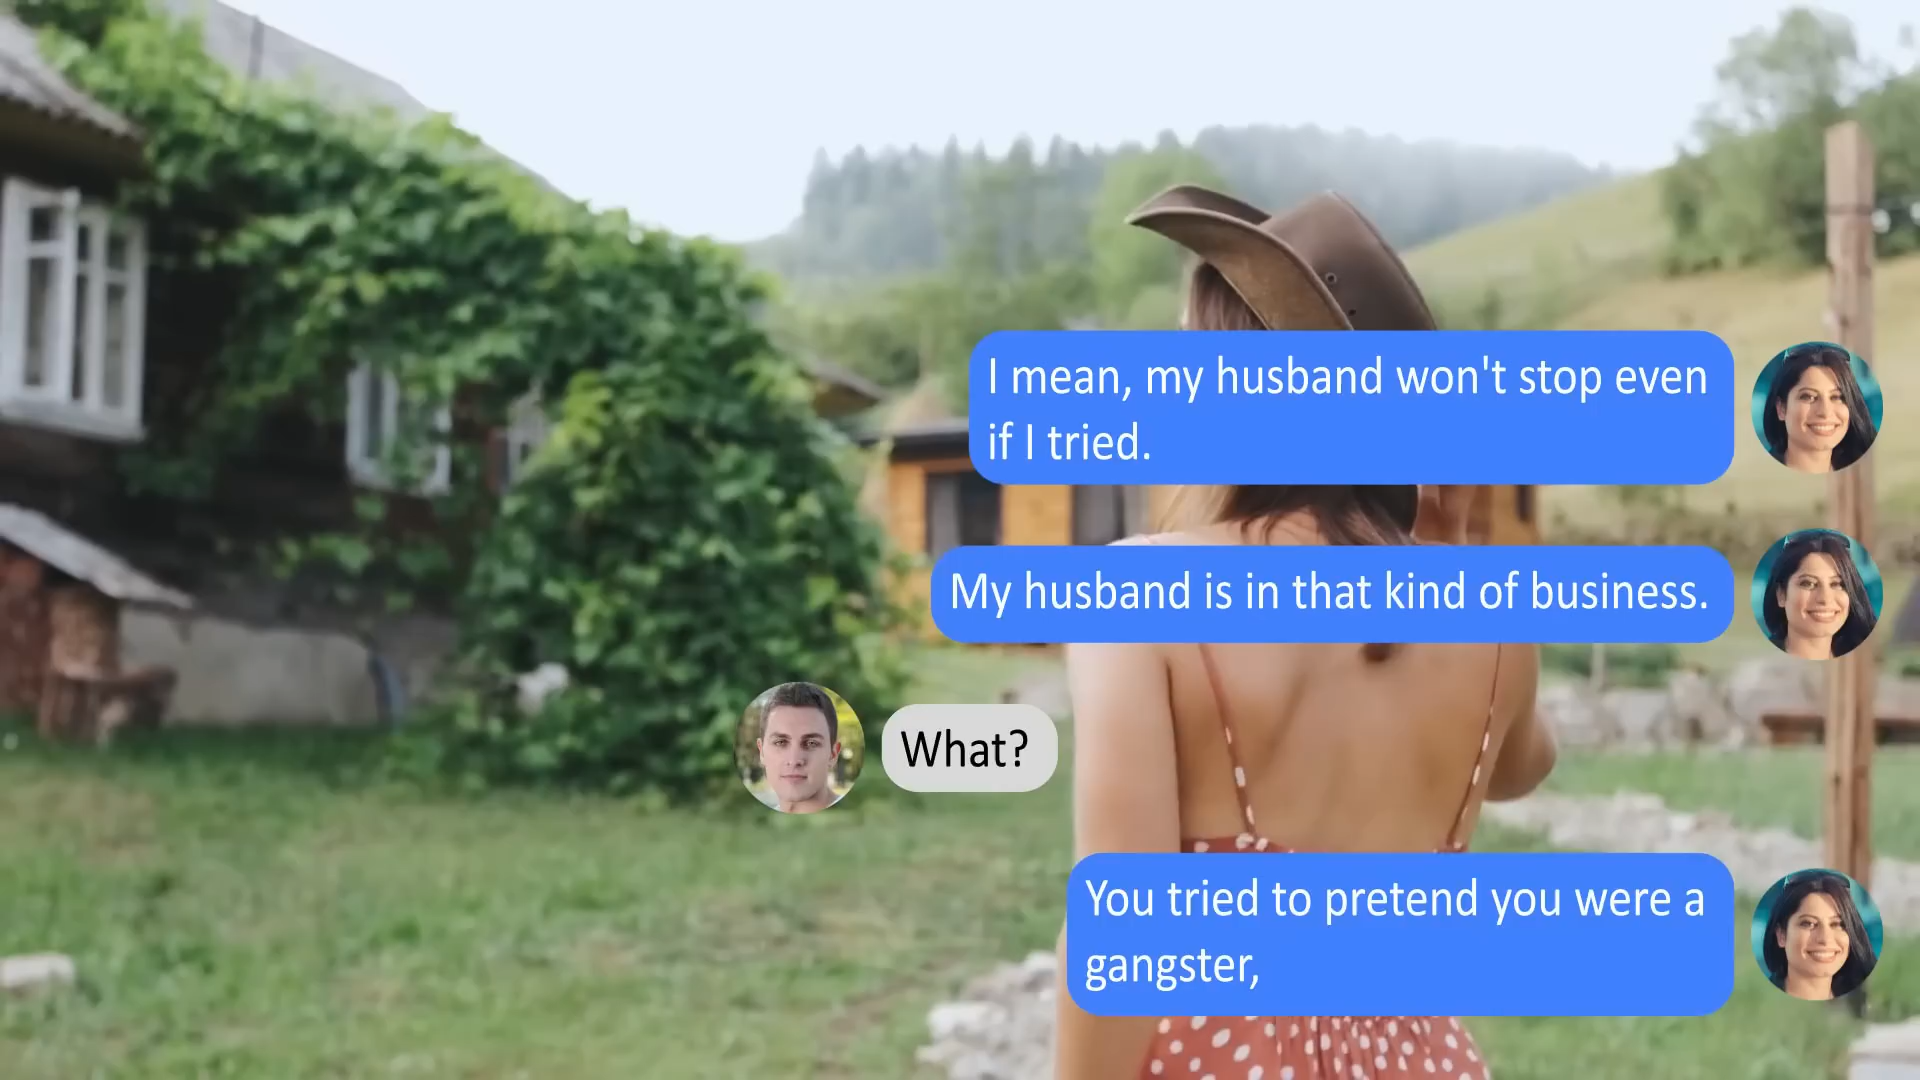 I mean, my husband won't stop even
if I tried.
My husband is in that kind of business.
What?
You tried to pretend you were a
gangster,